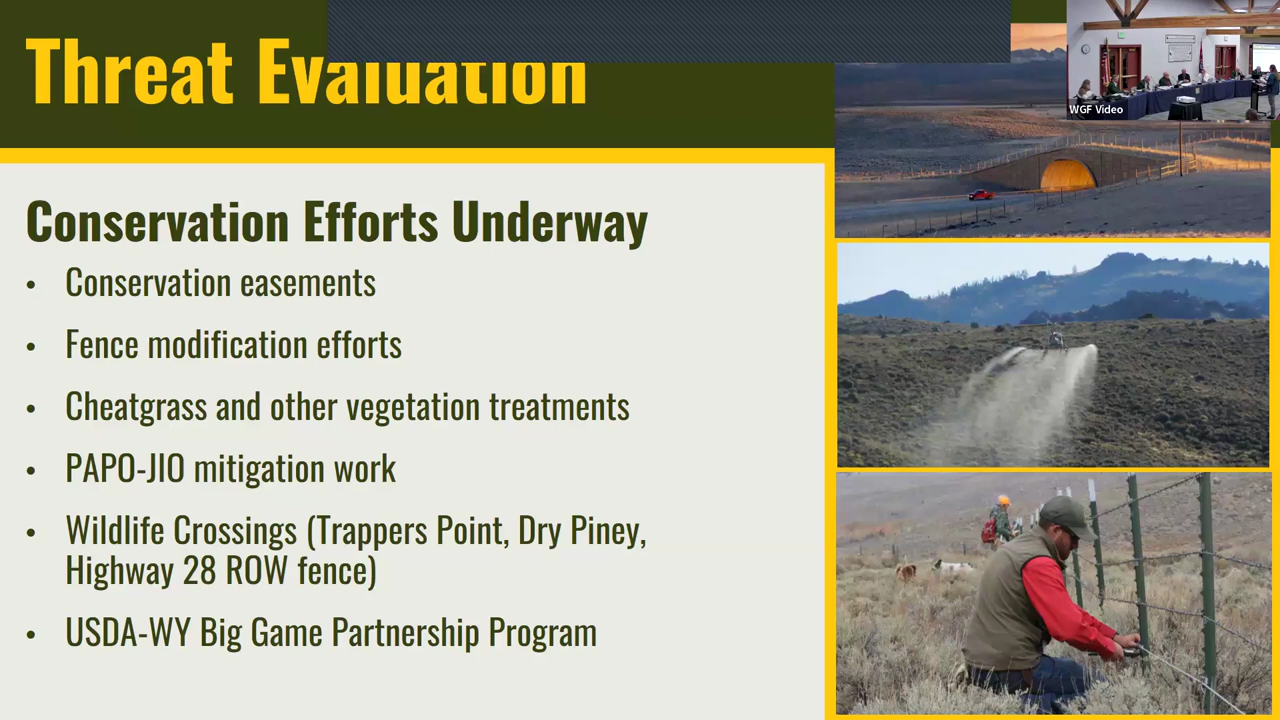 Threat Evaluation
WGF Video
Conservation Efforts Underway
• Conservation easements
• Fence modification efforts
• Cheatgrass and other vegetation treatments
• PAPO-JIO mitigation work
• Wildlife Crossings (Trappers Point, Dry Piney,
Highway 28 ROW fence)
• USDA-WY Big Game Partnership Program